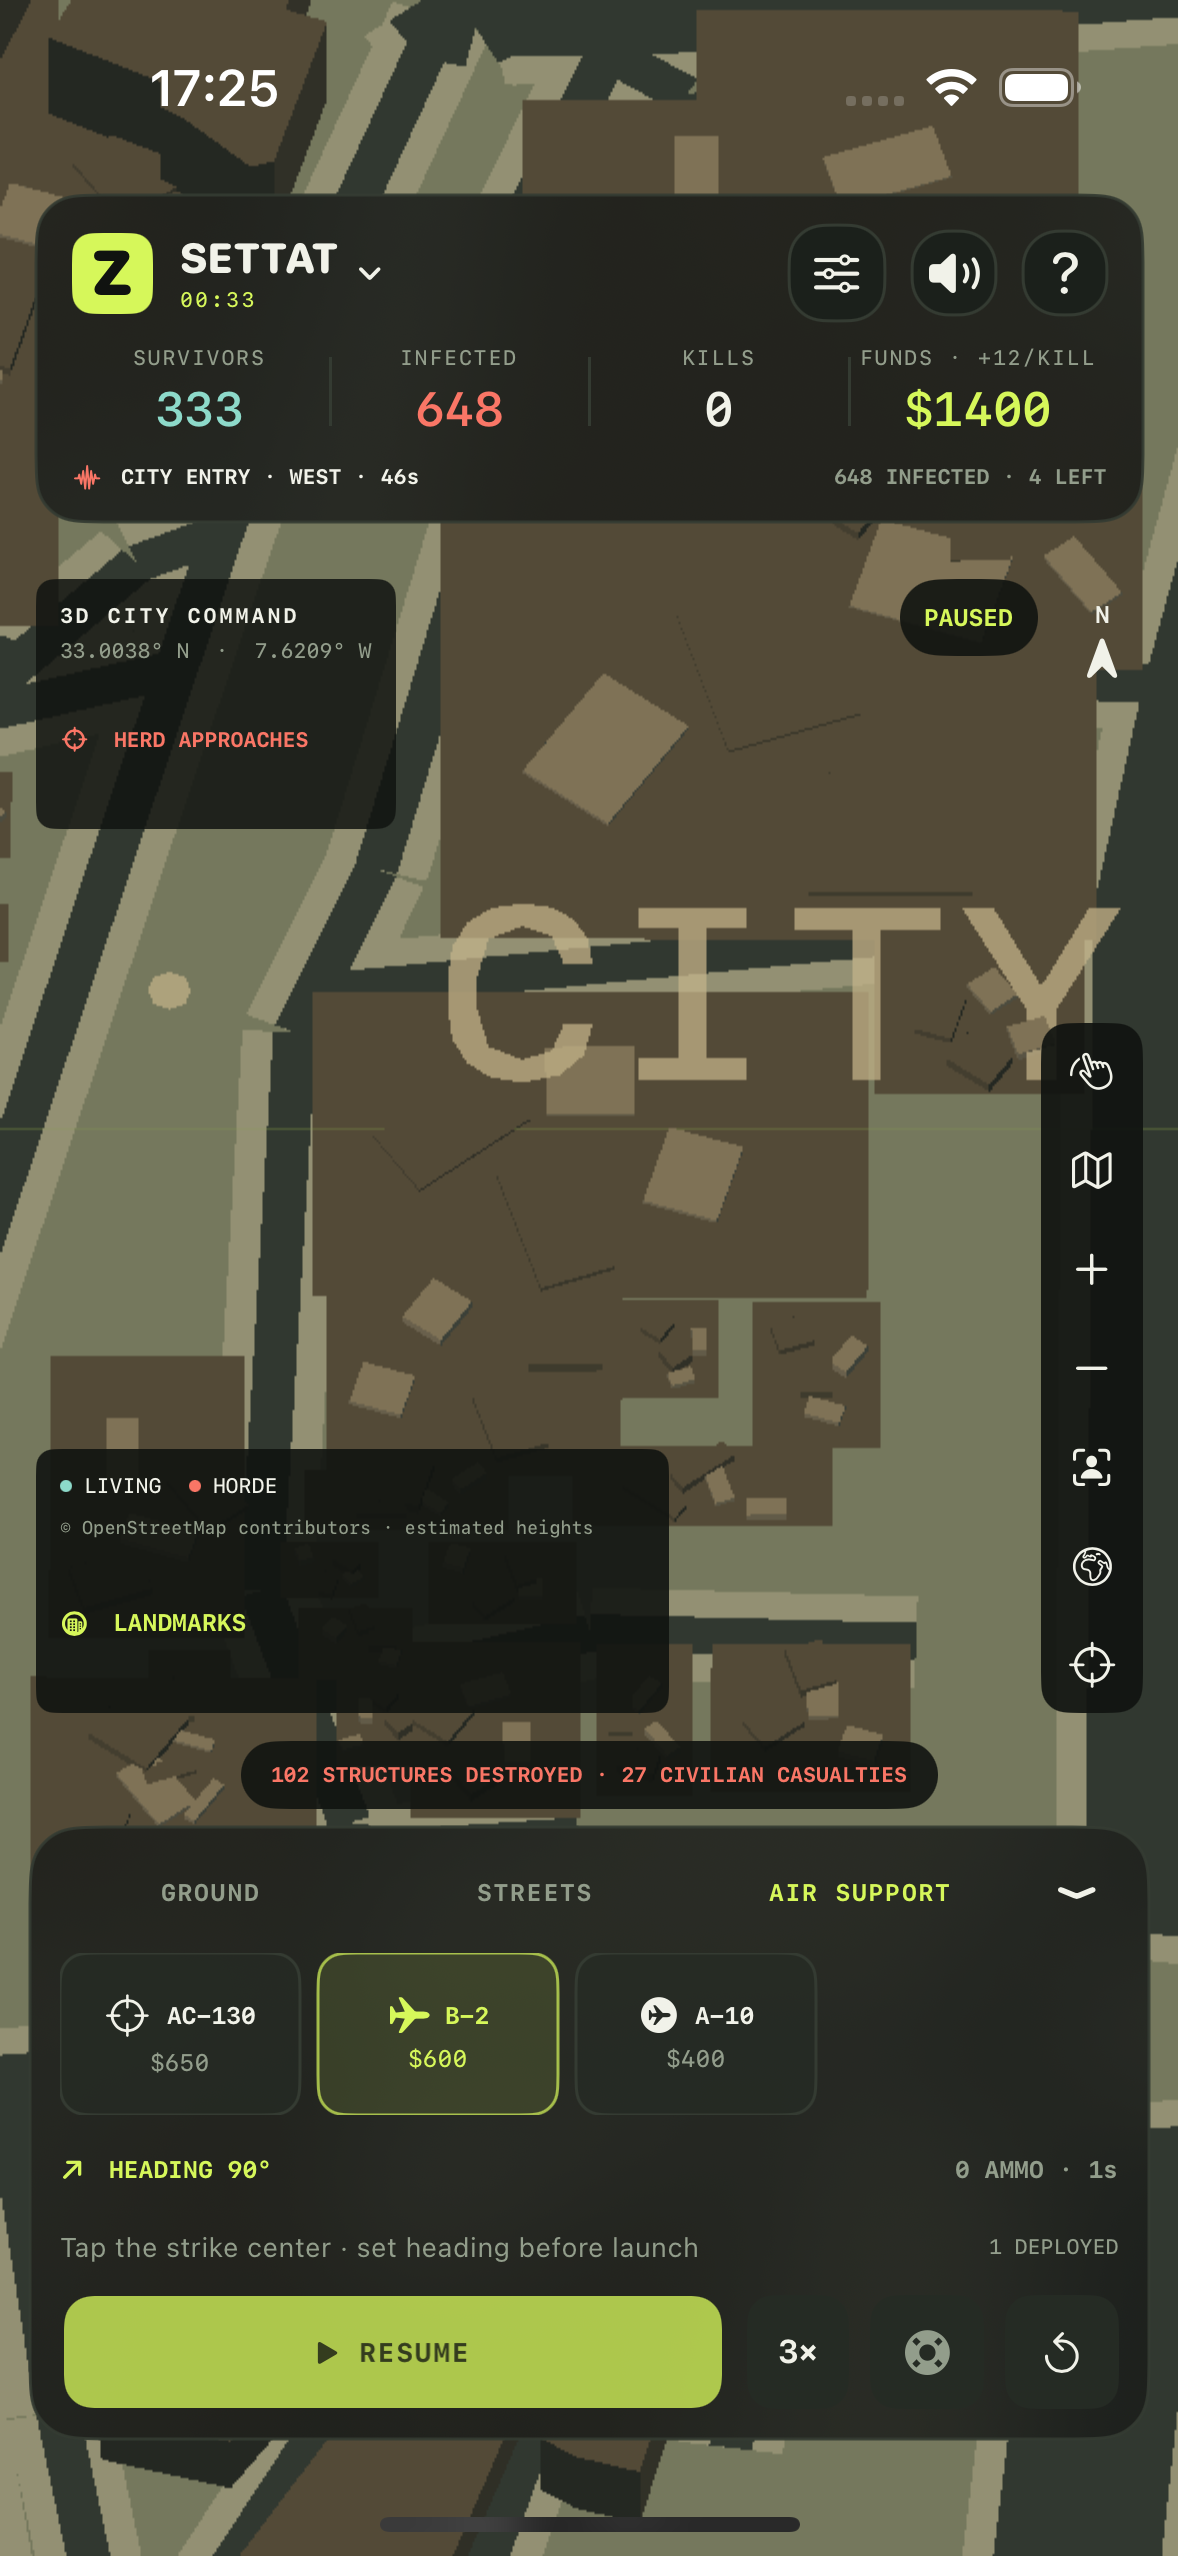 17:25
Z
SETTAT
00:33
?
SURVIVORS
333
INFECTED
648
KILLS
0
FUNDS · +12/KILL
$1400
CITY ENTRY · WEST · 46s
648 INFECTED · 4 LEFT
3D CITY COMMAND
33.0038° N · 7.6209° W
HERD APPROACHES
PAUSED
N
CITY
LIVING
HORDE
© OpenStreetMap contributors · estimated heights
LANDMARKS
102 STRUCTURES DESTROYED · 27 CIVILIAN CASUALTIES
GROUND
STREETS
AIR SUPPORT
AC-130
$650
B-2
$600
A-10
$400
HEADING 90°
0 AMMO · 1s
Tap the strike center · set heading before launch
1 DEPLOYED
RESUME
3×